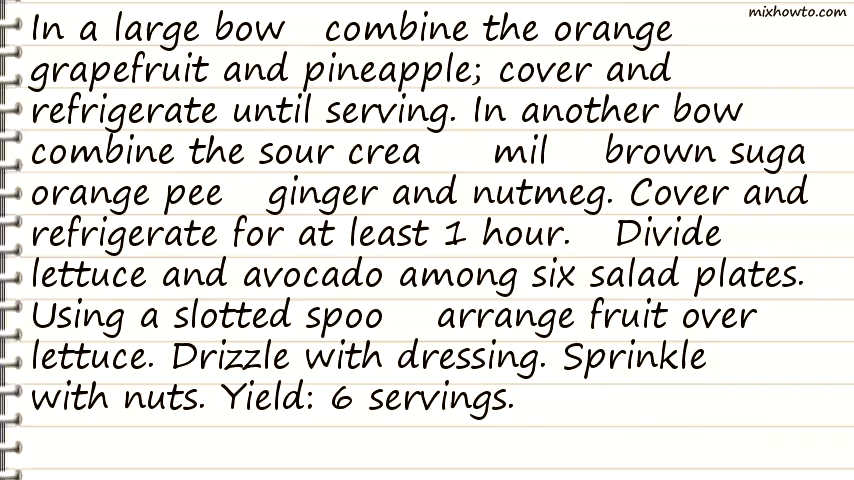 mixhowto.com
In a large bow combine the orange
grapefruit and pineapple; cover and
refrigerate until serving. In another bow
combine the sour crea mil brown suga
orange pee ginger and nutmeg. Cover and
refrigerate for at least 1 hour. Divide
lettuce and avocado among six salad plates.
Using a slotted spoo arrange fruit over
lettuce. Drizzle with dressing. Sprinkle
with nuts. Yield: 6 servings.